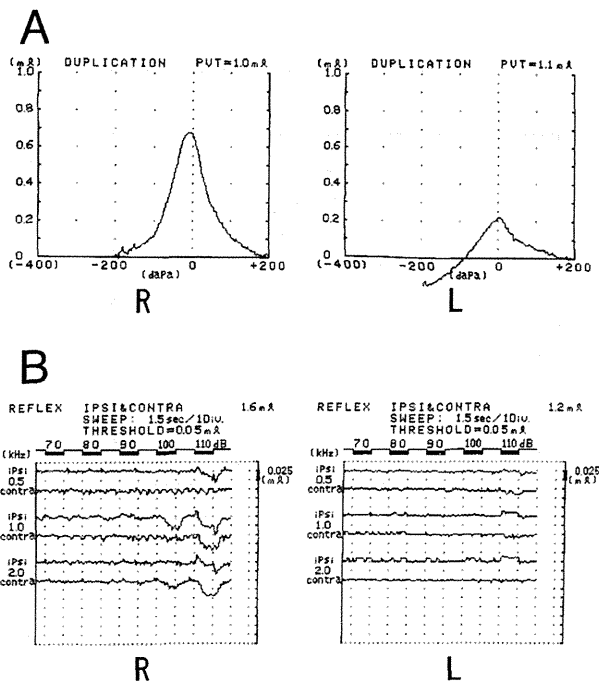 A
(mℓ) DUPLICATION PVT=1.0mℓ
1.0
0.8
0.6
0.4
0.2
0
(-400) -200 0 +200
(daPa)
R
(mℓ) DUPLICATION PVT=1.1mℓ
1.0
0.8
0.6
0.4
0.2
0
(-400) -200 0 +200
(daPa)
L
B
REFLEX IPSI&CONTRA 1.6mℓ
SWEEP: 1.5sec/1Div.
THRESHOLD=0.05mℓ
(kHz) 70 80 90 100 110dB
iPsi
0.5
contra
iPsi
1.0
contra
iPsi
2.0
contra
0.025
(mℓ)
R
REFLEX IPSI&CONTRA 1.2mℓ
SWEEP: 1.5sec/1Div.
THRESHOLD=0.05mℓ
(kHz) 70 80 90 100 110dB
iPsi
0.5
contra
iPsi
1.0
contra
iPsi
2.0
contra
0.025
(mℓ)
L